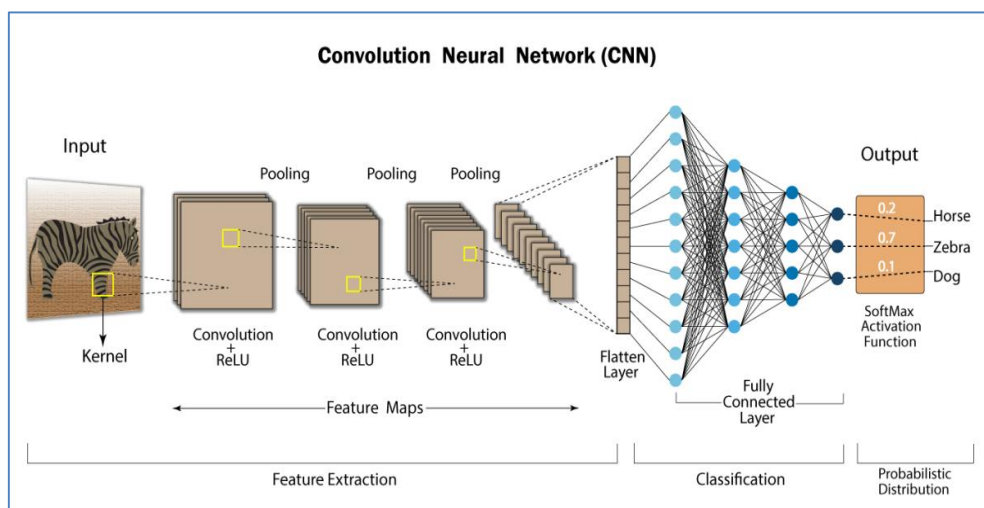 Convolution Neural Network (CNN)
Input
Pooling
Pooling
Pooling
Output
0.2
Horse
0.7
Zebra
0.1
Dog
Kernel
Convolution
+
ReLU
Convolution
+
ReLU
Convolution
+
ReLU
Flatten
Layer
SoftMax
Activation
Function
Feature Maps
Fully
Connected
Layer
Feature Extraction
Classification
Probabilistic
Distribution